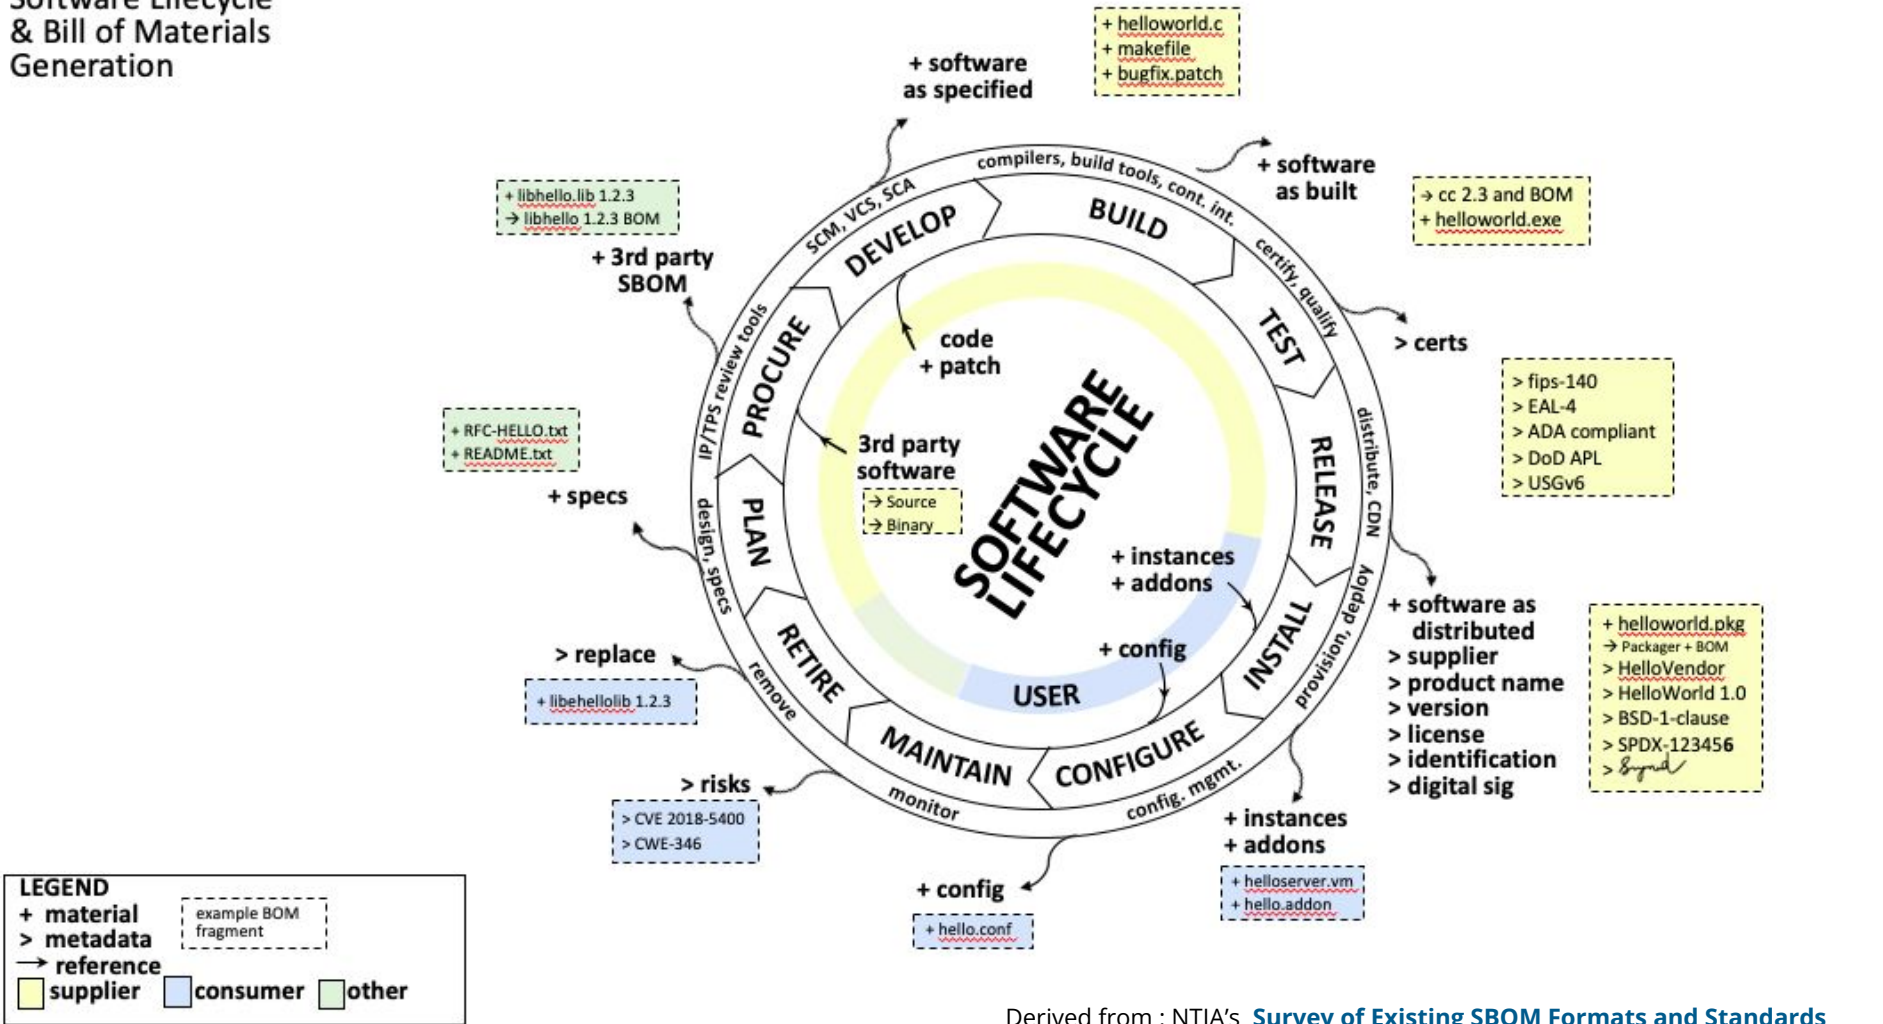 Software Lifecycle
& Bill of Materials
Generation
+ software
as specified
+ helloworld.c
+ makefile
+ bugfix.patch
+ software
as built
→ cc 2.3 and BOM
+ helloworld.exe
+ libhello.lib 1.2.3
→ libhello 1.2.3 BOM
+ 3rd party
SBOM
> certs
> fips-140
> EAL-4
> ADA compliant
> DoD APL
> USGv6
+ RFC-HELLO.txt
+ README.txt
+ specs
compilers, build tools, cont. int.
certify, qualify
distribute, CDN
provision, deploy
config. mgmt.
monitor
remove
design, specs
IP/TPS review tools
SCM, VCS, SCA
BUILD
TEST
RELEASE
INSTALL
CONFIGURE
MAINTAIN
RETIRE
PLAN
PROCURE
DEVELOP
code
+ patch
3rd party
software
→ Source
→ Binary
SOFTWARE
LIFECYCLE
+ instances
+ addons
+ config
USER
+ software as
distributed
> supplier
> product name
> version
> license
> identification
> digital sig
+ helloworld.pkg
→ Packager + BOM
> HelloVendor
> HelloWorld 1.0
> BSD-1-clause
> SPDX-123456
>
> replace
+ libehellolib 1.2.3
> risks
> CVE 2018-5400
> CWE-346
+ config
+ hello.conf
+ instances
+ addons
+ helloserver.vm
+ hello.addon
LEGEND
+ material
> metadata
→ reference
example BOM
fragment
supplier
consumer
other
Derived from : NTIA's Survey of Existing SBOM Formats and Standards